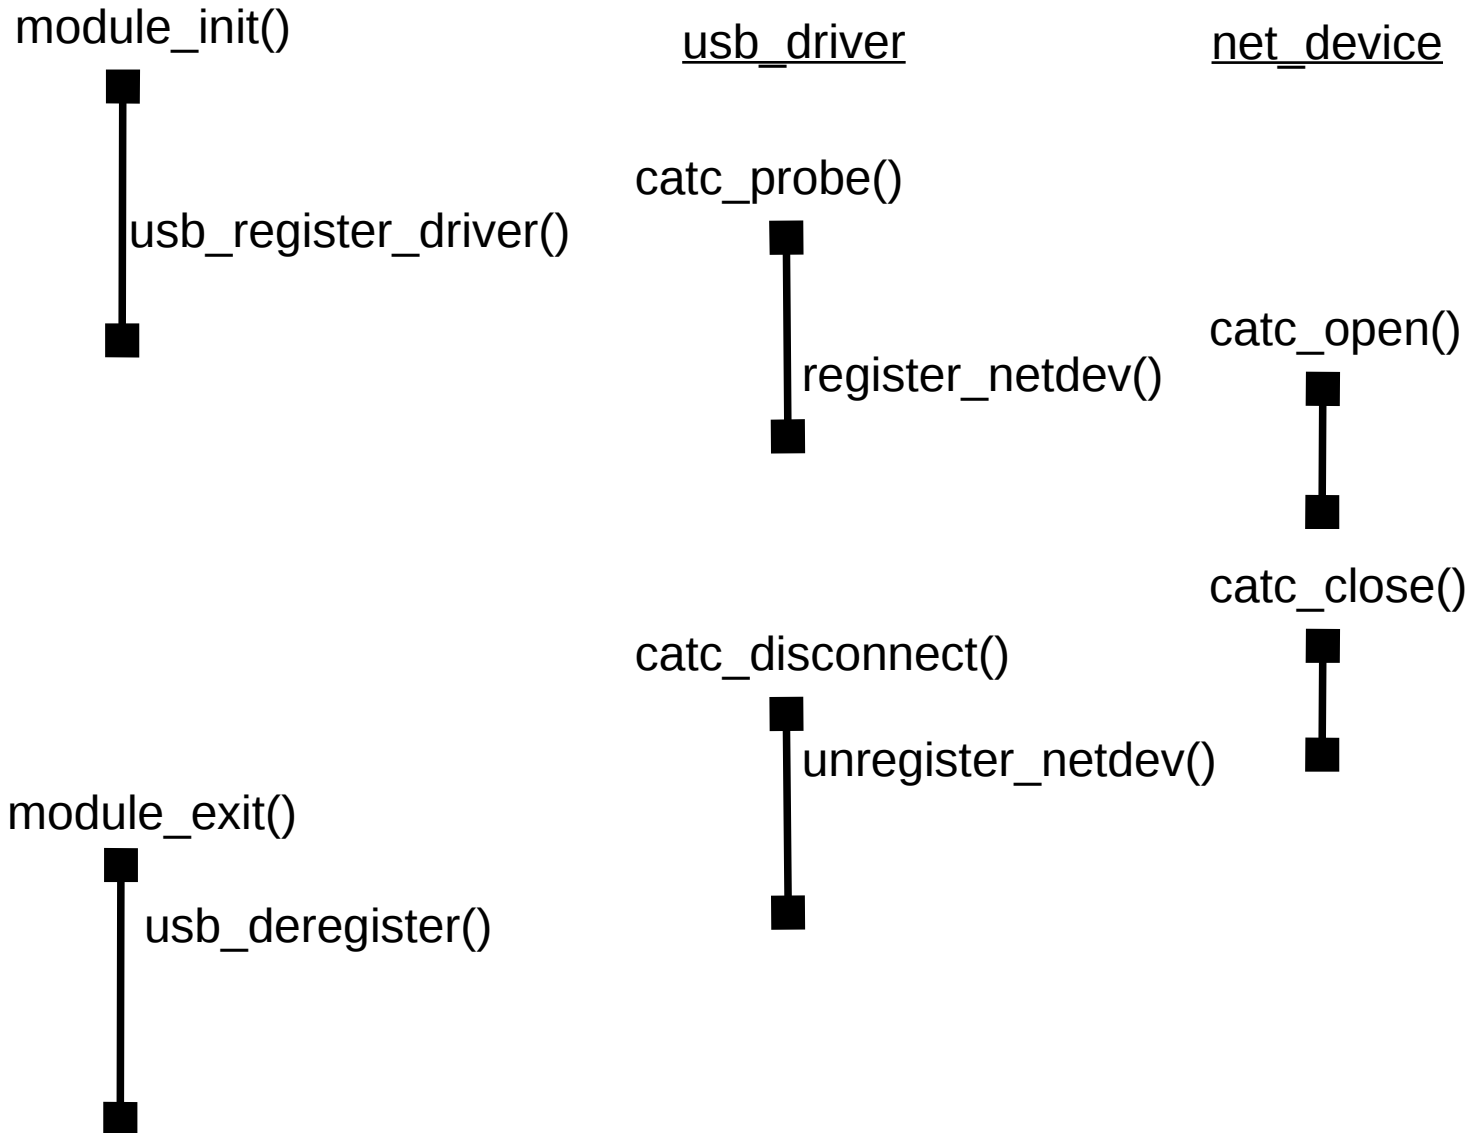 module_init()
usb_driver
net_device
catc_probe()
usb_register_driver()
catc_open()
register_netdev()
catc_close()
catc_disconnect()
unregister_netdev()
module_exit()
usb_deregister()